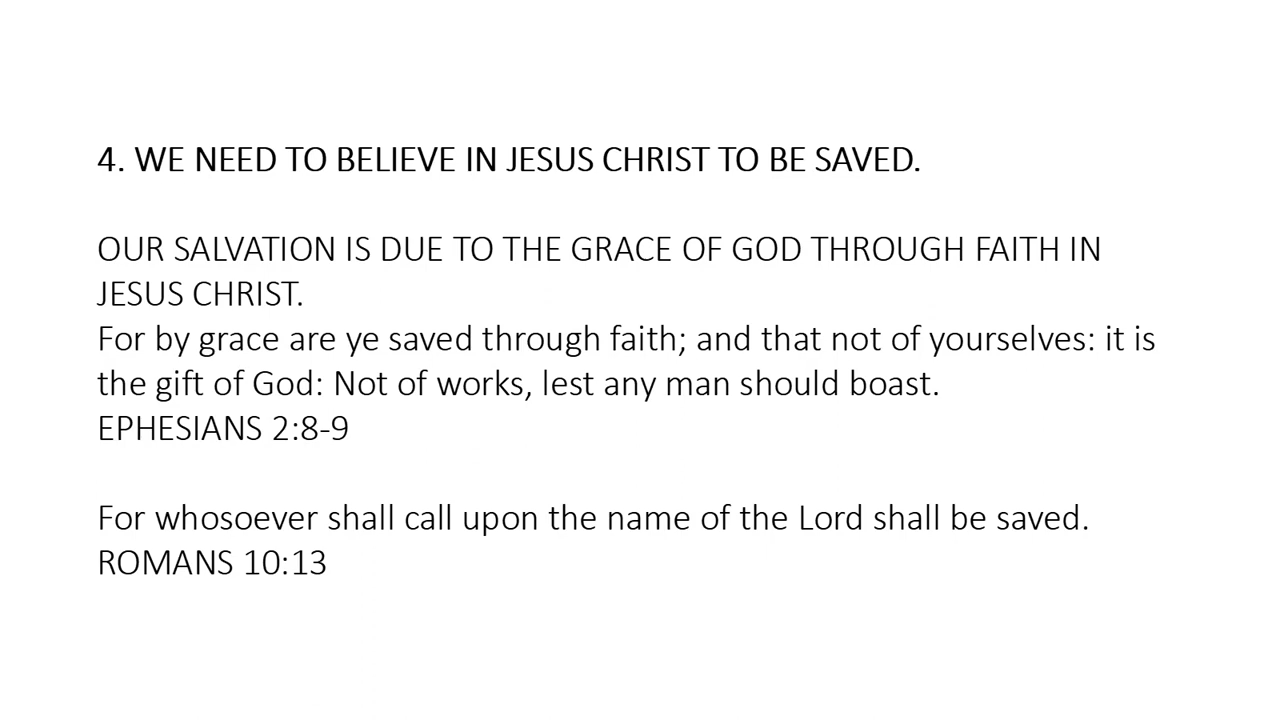 4. WE NEED TO BELIEVE IN JESUS CHRIST TO BE SAVED.
OUR SALVATION IS DUE TO THE GRACE OF GOD THROUGH FAITH IN
JESUS CHRIST.
For by grace are ye saved through faith; and that not of yourselves: it is
the gift of God: Not of works, lest any man should boast.
EPHESIANS 2:8-9
For whosoever shall call upon the name of the Lord shall be saved.
ROMANS 10:13